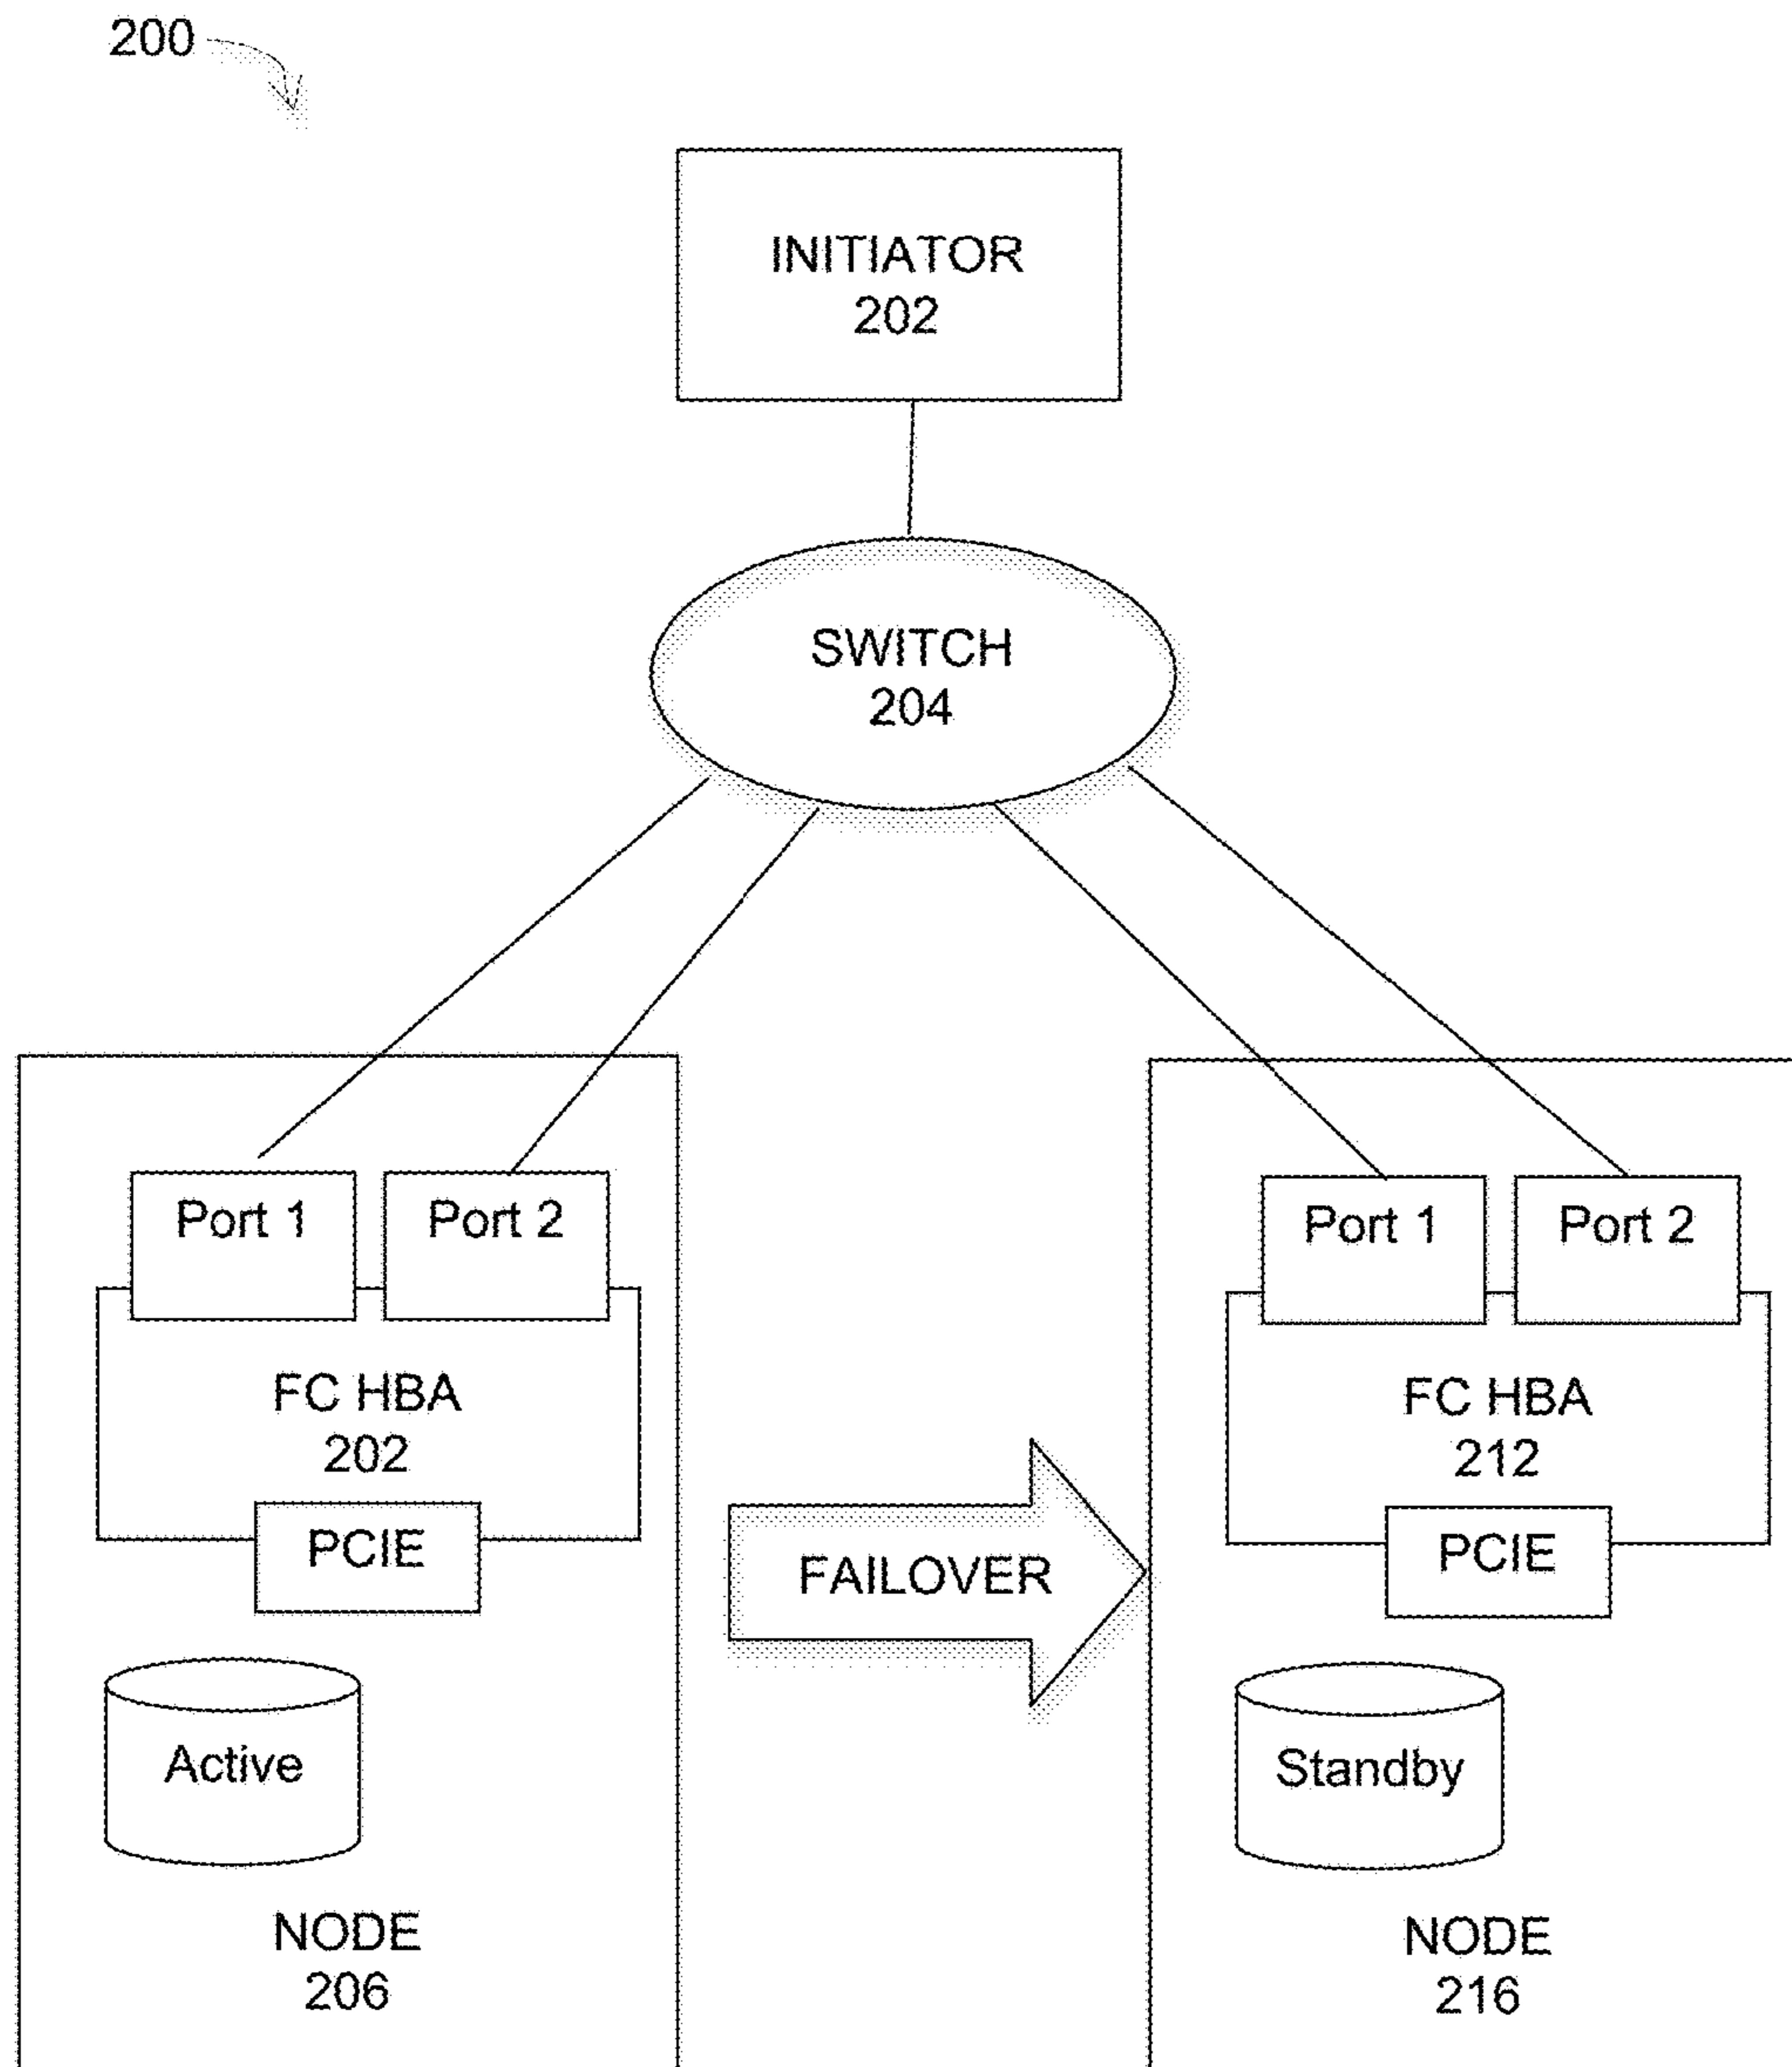 200
INITIATOR
202
SWITCH
204
Port 1
Port 2
FC HBA
202
PCIE
Active
NODE
206
FAILOVER
Port 1
Port 2
FC HBA
212
PCIE
Standby
NODE
216